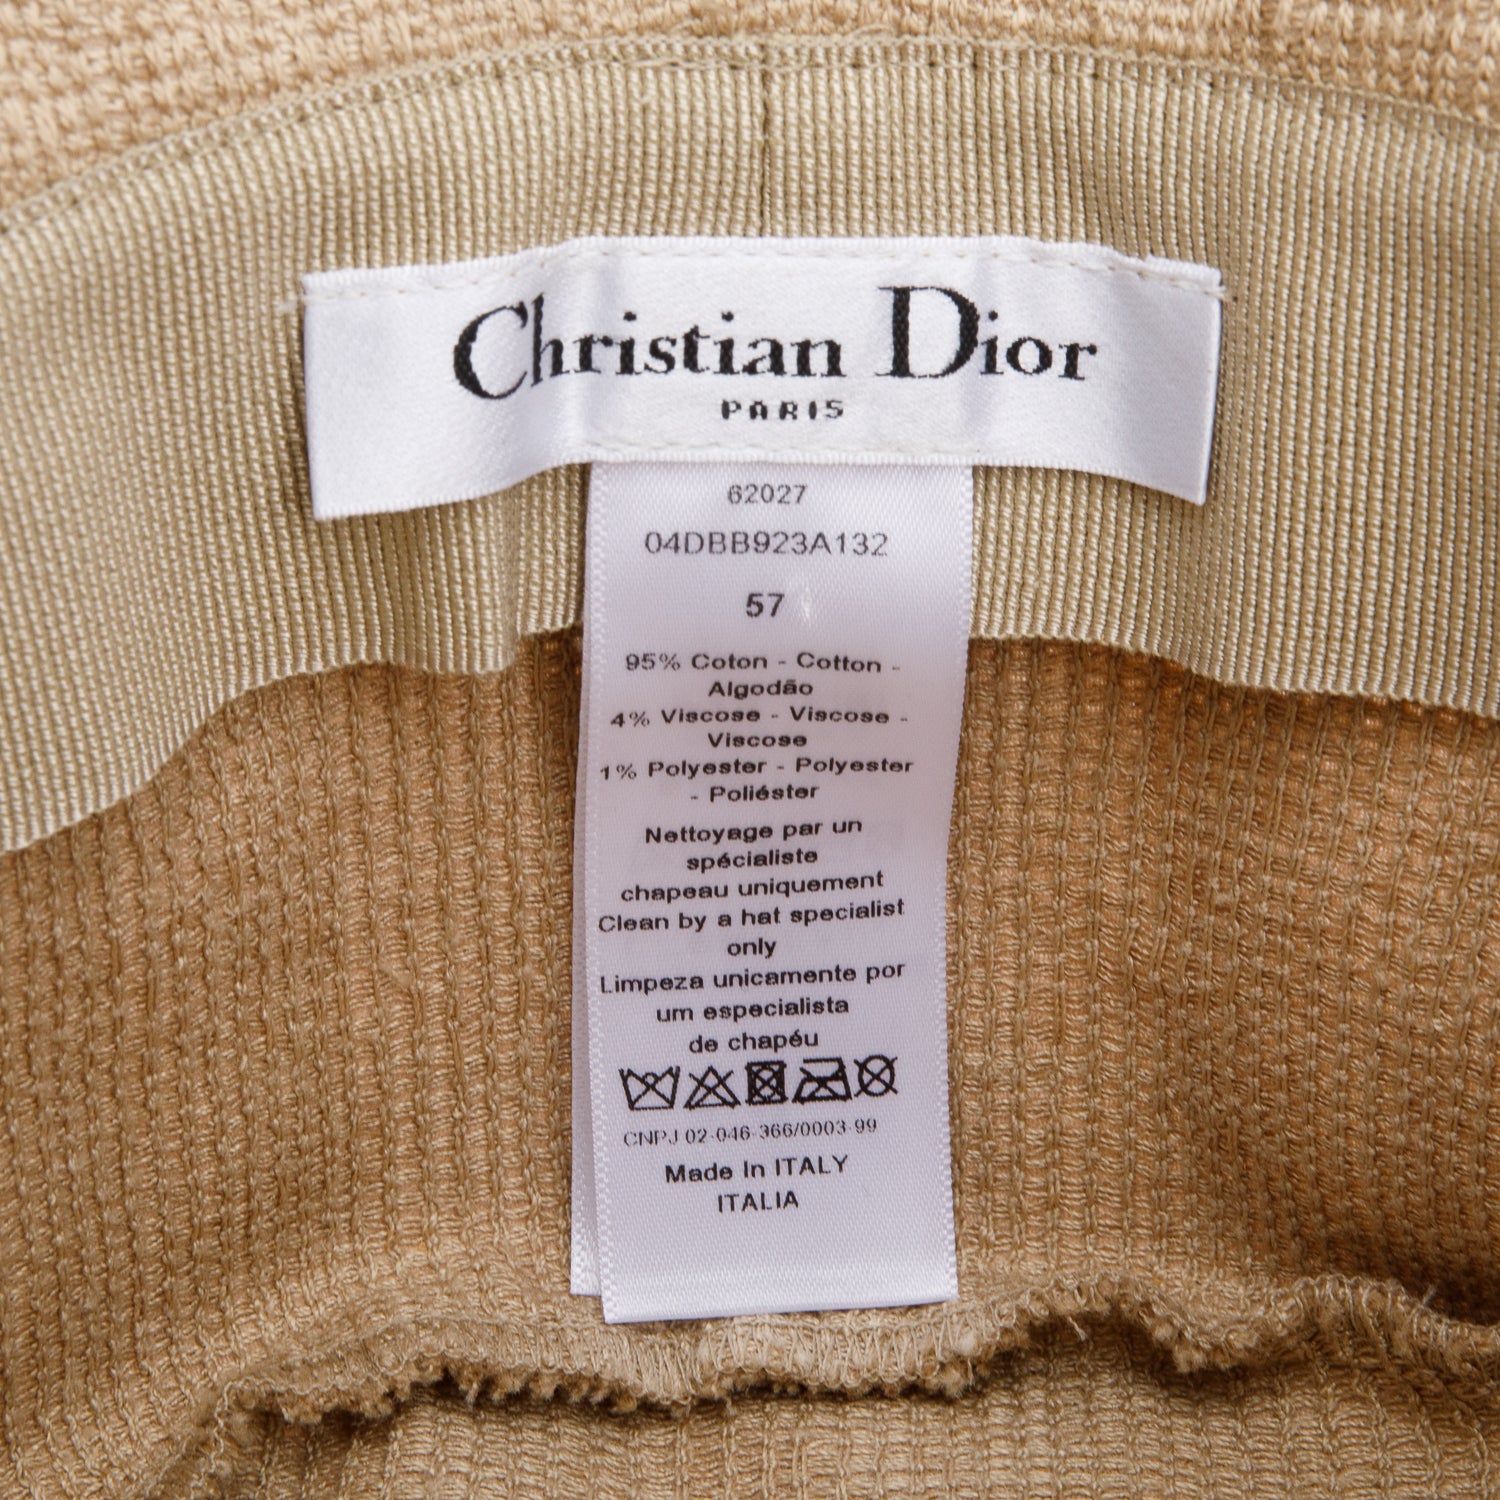 Christian Dior
PARIS
62027
04DBB923A132
57
95% Coton - Cotton -
Algodão
4% Viscose - Viscose -
Viscose
1% Polyester - Polyester
- Poliéster
Nettoyage par un
spécialiste
chapeau uniquement
Clean by a hat specialist
only
Limpeza unicamente por
um especialista
de chapéu
CNPJ 02-046-366/0003-99
Made In ITALY
ITALIA